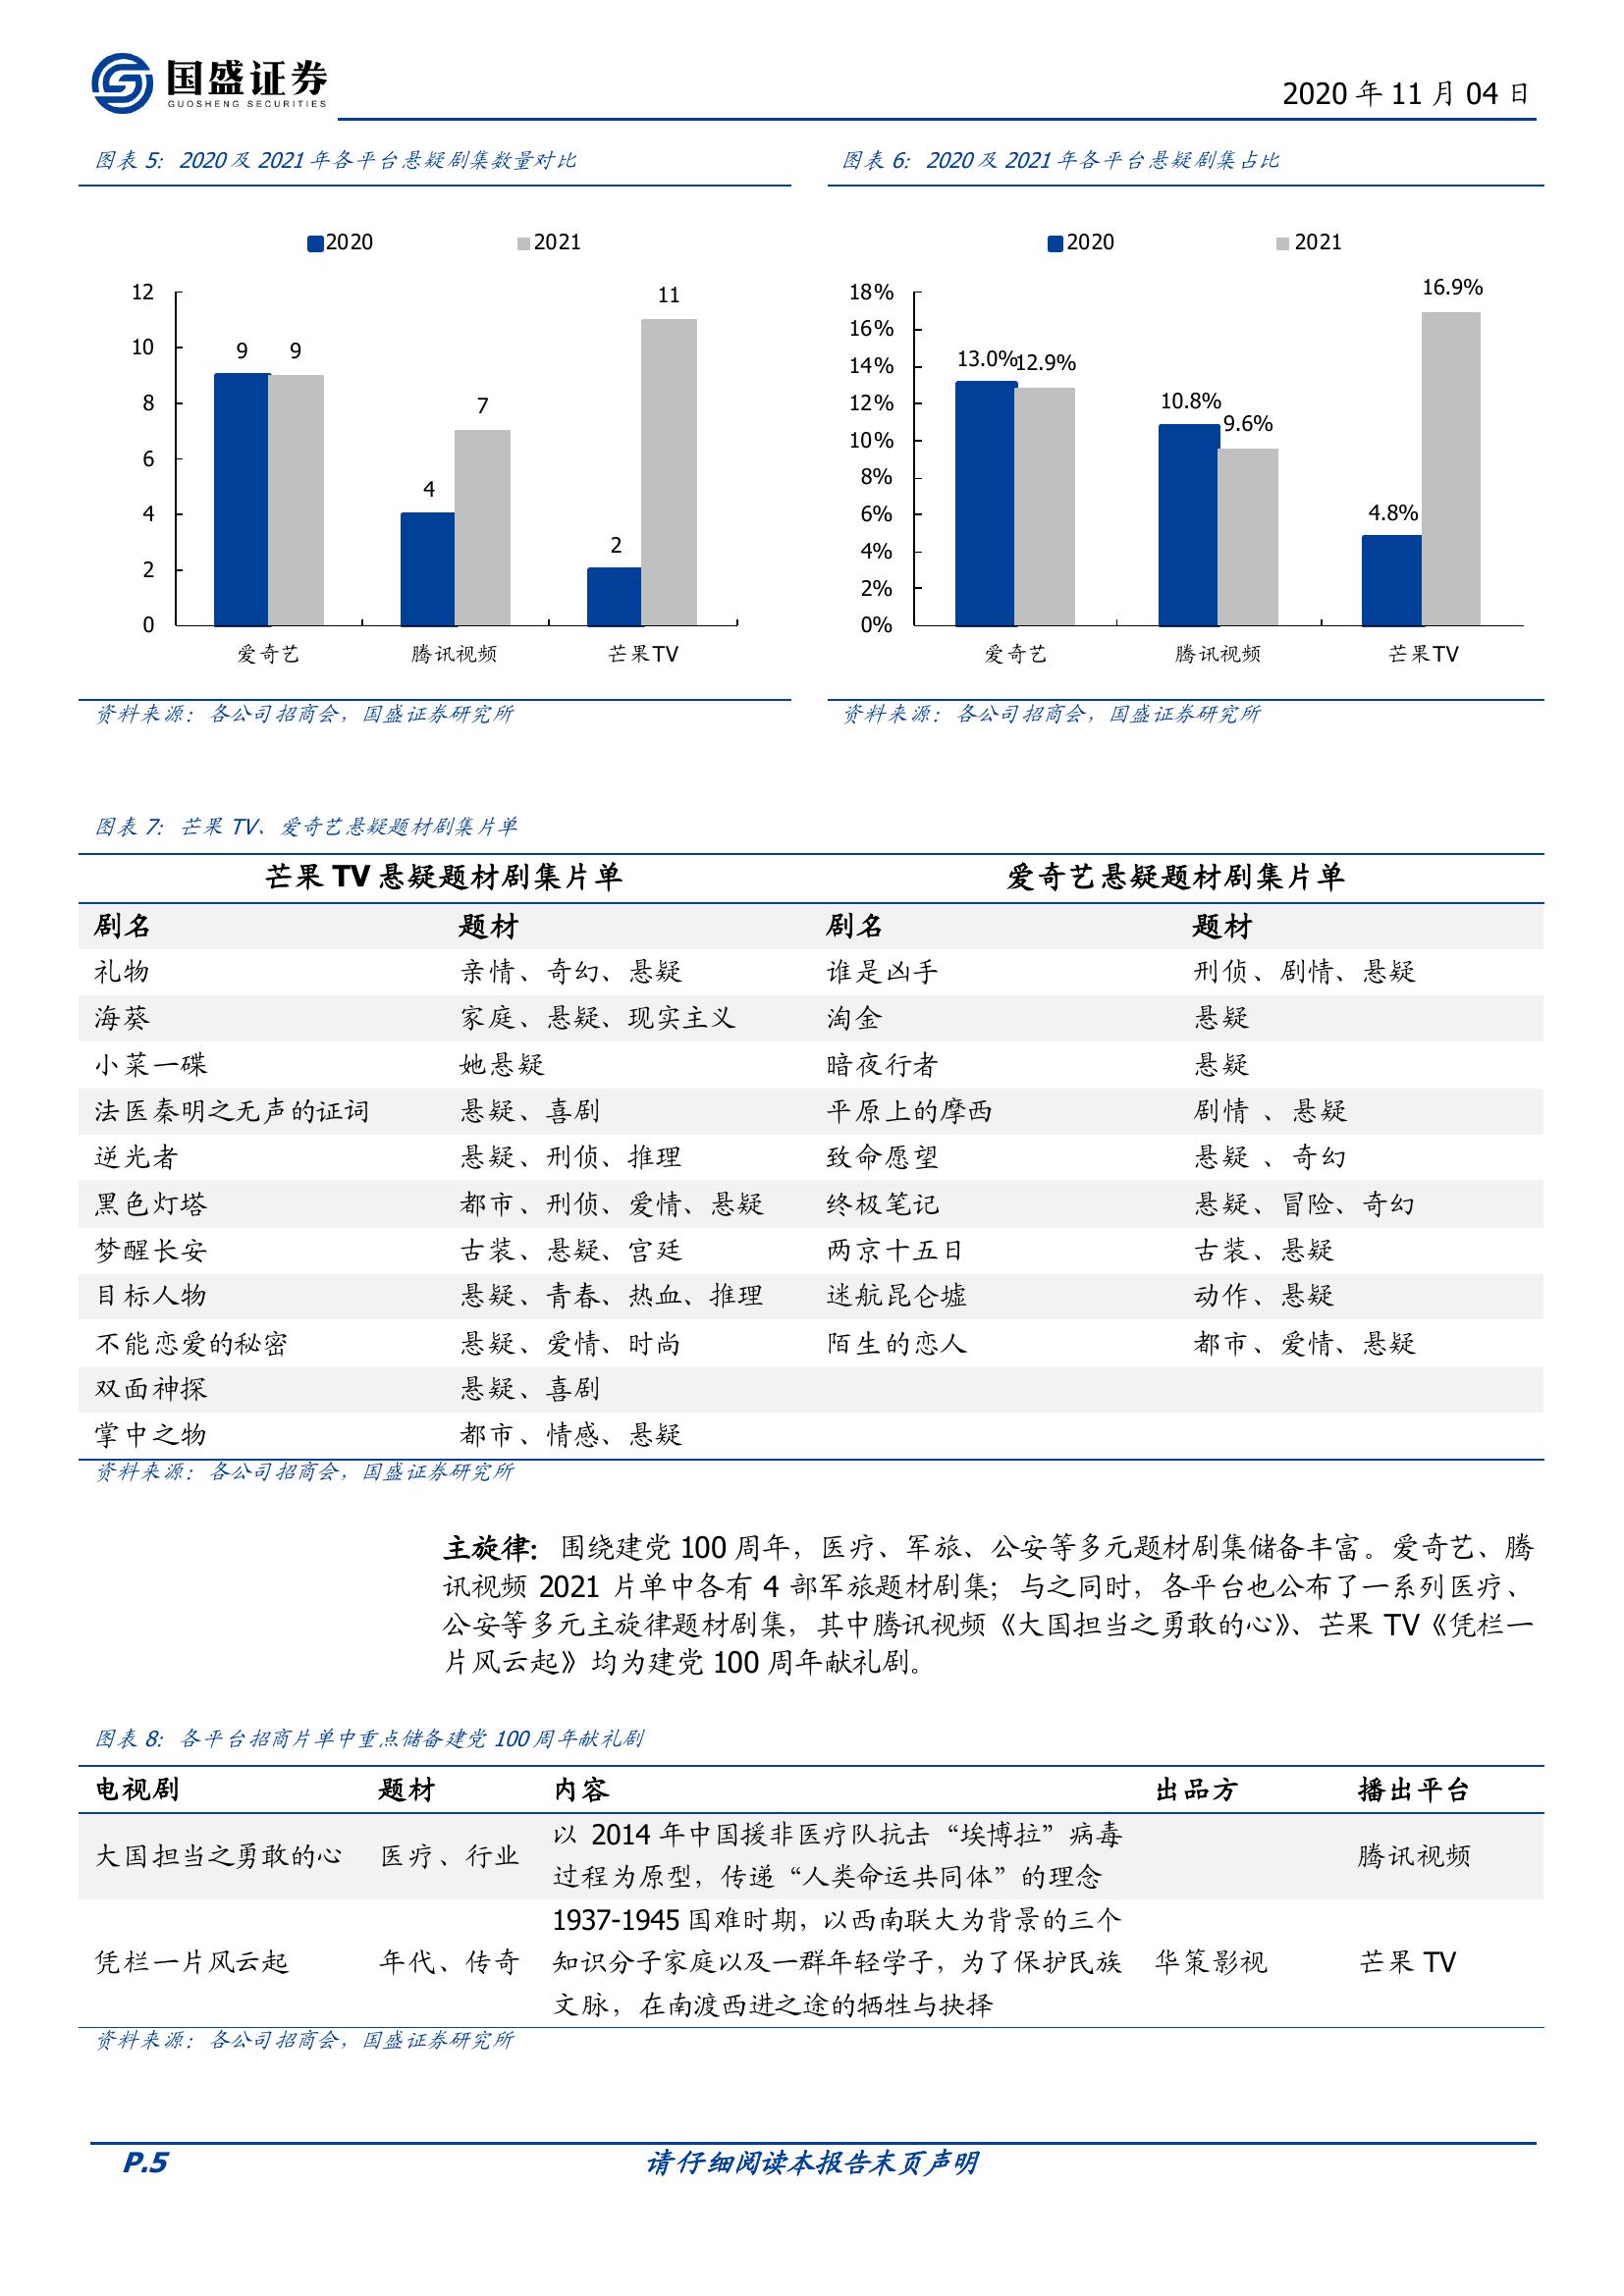 国盛证券
GUOSHENG SECURITIES
2020 年 11 月 04 日
图表 5：2020 及 2021 年各平台悬疑剧集数量对比
2020 2021
12
10
8
6
4
2
0
9 9
4 7
2 11
爱奇艺 腾讯视频 芒果TV
资料来源：各公司招商会，国盛证券研究所
图表 6：2020 及 2021 年各平台悬疑剧集占比
2020 2021
18%
16%
14%
12%
10%
8%
6%
4%
2%
0%
13.0% 12.9%
10.8% 9.6%
4.8% 16.9%
爱奇艺 腾讯视频 芒果TV
资料来源：各公司招商会，国盛证券研究所
图表 7：芒果 TV、爱奇艺悬疑题材剧集片单
芒果 TV 悬疑题材剧集片单 爱奇艺悬疑题材剧集片单
剧名 题材 剧名 题材
礼物 亲情、奇幻、悬疑 谁是凶手 刑侦、剧情、悬疑
海葵 家庭、悬疑、现实主义 淘金 悬疑
小菜一碟 她悬疑 暗夜行者 悬疑
法医秦明之无声的证词 悬疑、喜剧 平原上的摩西 剧情 、悬疑
逆光者 悬疑、刑侦、推理 致命愿望 悬疑 、奇幻
黑色灯塔 都市、刑侦、爱情、悬疑 终极笔记 悬疑、冒险、奇幻
梦醒长安 古装、悬疑、宫廷 两京十五日 古装、悬疑
目标人物 悬疑、青春、热血、推理 迷航昆仑墟 动作、悬疑
不能恋爱的秘密 悬疑、爱情、时尚 陌生的恋人 都市、爱情、悬疑
双面神探 悬疑、喜剧
掌中之物 都市、情感、悬疑
资料来源：各公司招商会，国盛证券研究所
主旋律：围绕建党 100 周年，医疗、军旅、公安等多元题材剧集储备丰富。爱奇艺、腾
讯视频 2021 片单中各有 4 部军旅题材剧集；与之同时，各平台也公布了一系列医疗、
公安等多元主旋律题材剧集，其中腾讯视频《大国担当之勇敢的心》、芒果 TV《凭栏一
片风云起》均为建党 100 周年献礼剧。
图表 8：各平台招商片单中重点储备建党 100 周年献礼剧
电视剧 题材 内容 出品方 播出平台
以 2014 年中国援非医疗队抗击“埃博拉”病毒
大国担当之勇敢的心 医疗、行业 腾讯视频
过程为原型，传递“人类命运共同体”的理念
1937-1945 国难时期，以西南联大为背景的三个
凭栏一片风云起 年代、传奇 知识分子家庭以及一群年轻学子，为了保护民族 华策影视 芒果 TV
文脉，在南渡西进之途的牺牲与抉择
资料来源：各公司招商会，国盛证券研究所
P.5 请仔细阅读本报告末页声明